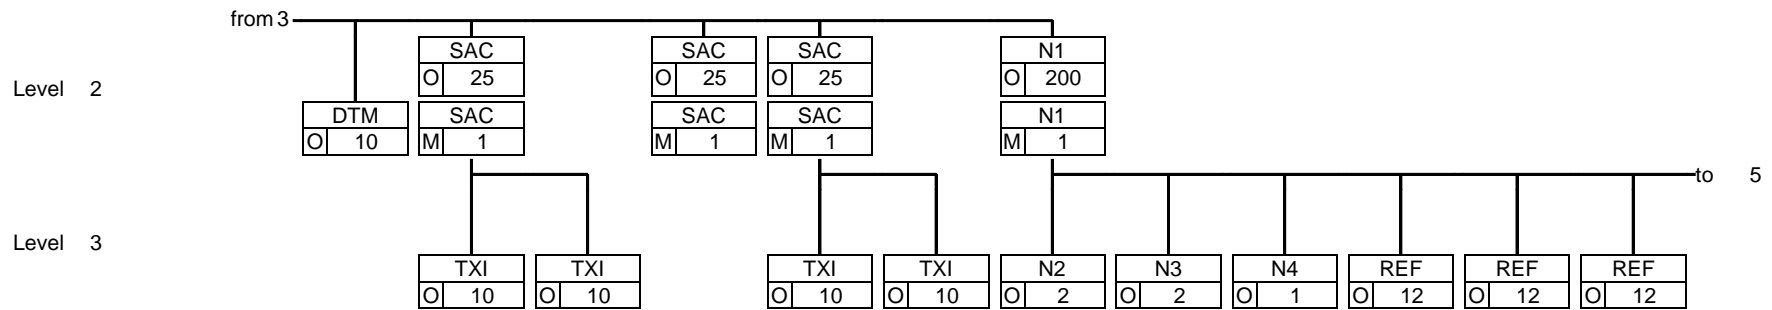 from 3
SAC SAC SAC N1
O 25 O 25 O 25 O 200
Level 2
DTM SAC SAC SAC N1
O 10 M 1 M 1 M 1 M 1
to 5
Level 3
TXI TXI TXI TXI N2 N3 N4 REF REF REF
O 10 O 10 O 10 O 10 O 2 O 2 O 1 O 12 O 12 O 12